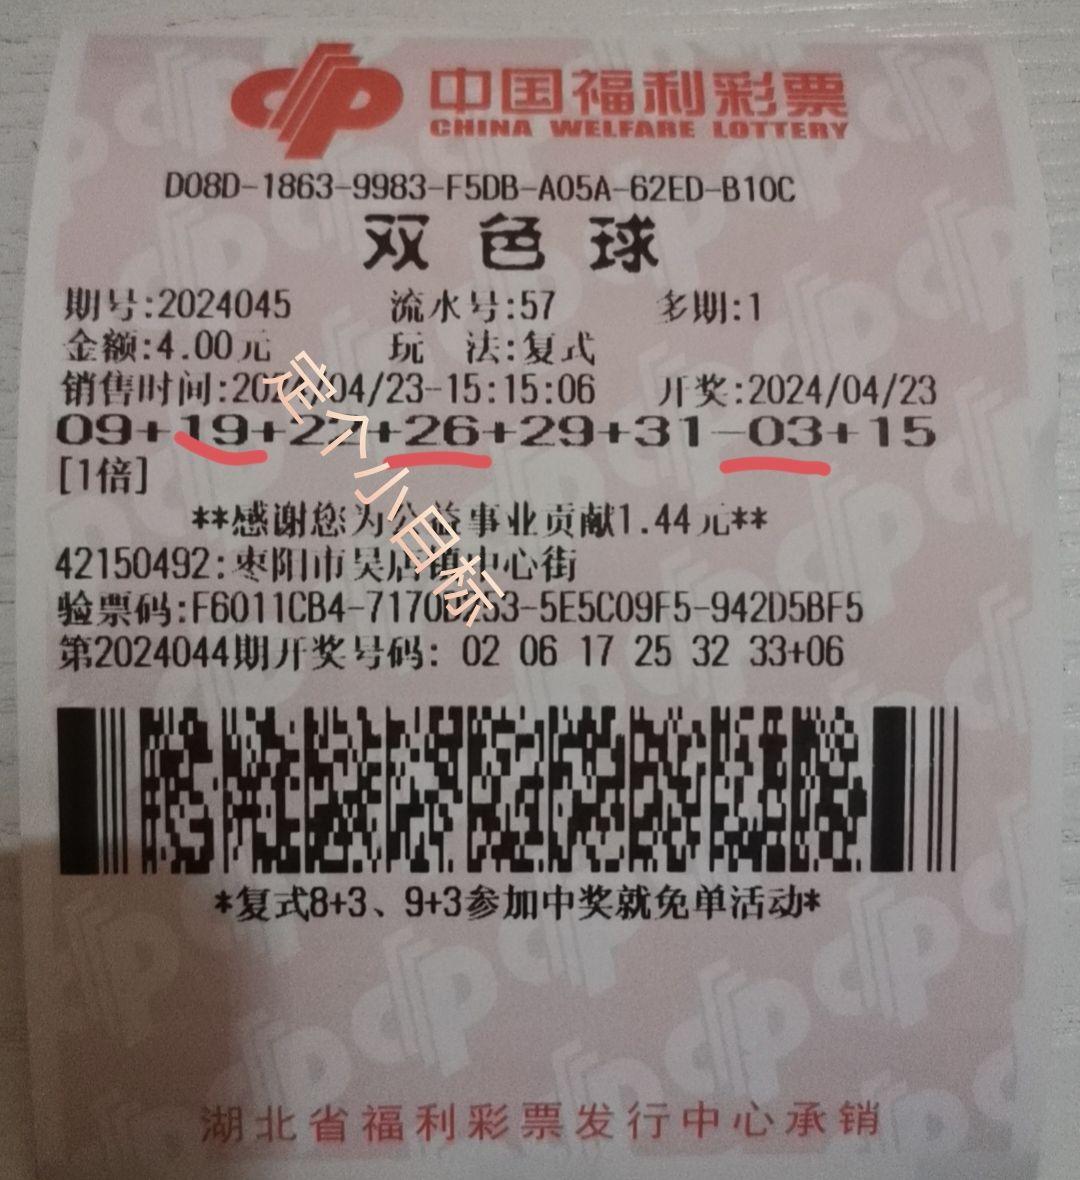 中国福利彩票
CHINA WELFARE LOTTERY
D08D-1863-9983-F5DB-A05A-62ED-B10C
双色球
期号:2024045 流水号:57 多期:1
金额:4.00元 玩 法:复式
销售时间:2024/04/23-15:15:06 开奖:2024/04/23
09+19+22+26+29+31-03+15
[1倍]
**感谢您为公益事业贡献1.44元**
42150492:枣阳市吴店镇中心街
验票码:F6011CB4-7170B253-5E5C09F5-942D5BF5
第2024044期开奖号码: 02 06 17 25 32 33+06
*复式8+3、9+3参加中奖就免单活动*
湖北省福利彩票发行中心承销
定个小目标